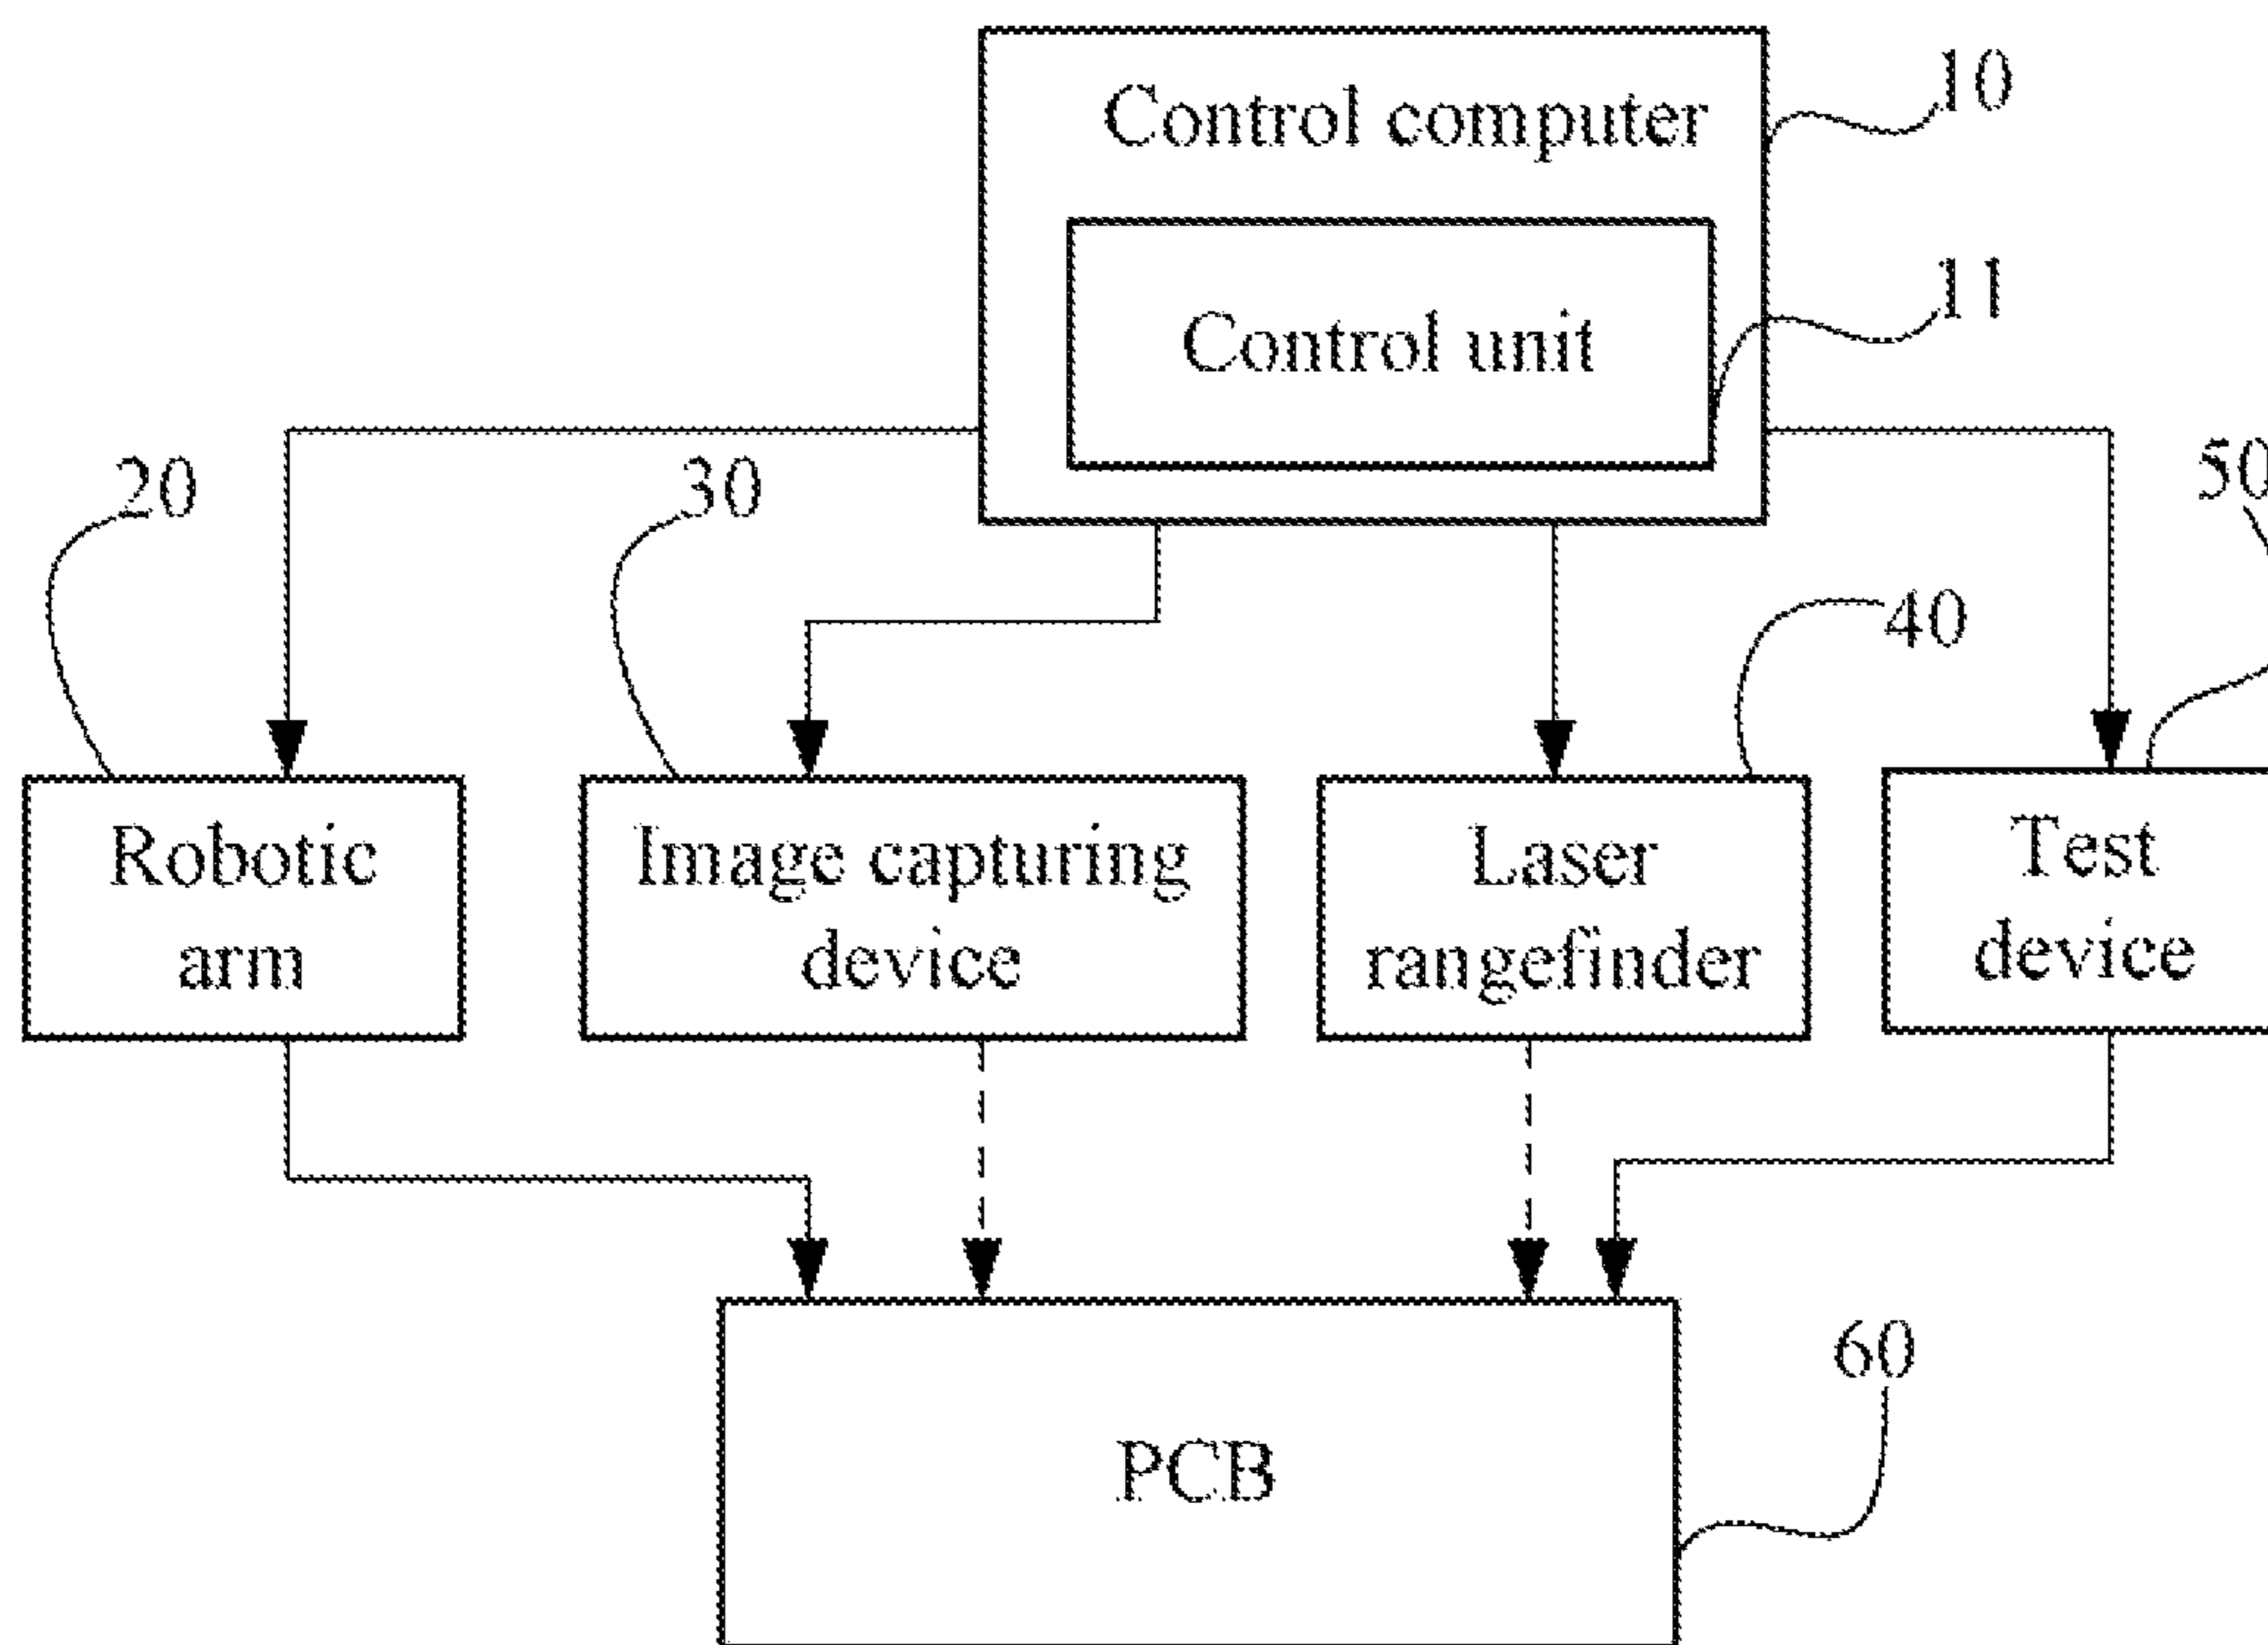 Control computer
10
Control unit
11
20
30
40
50
Robotic
arm
Image capturing
device
Laser
rangefinder
Test
device
PCB
60